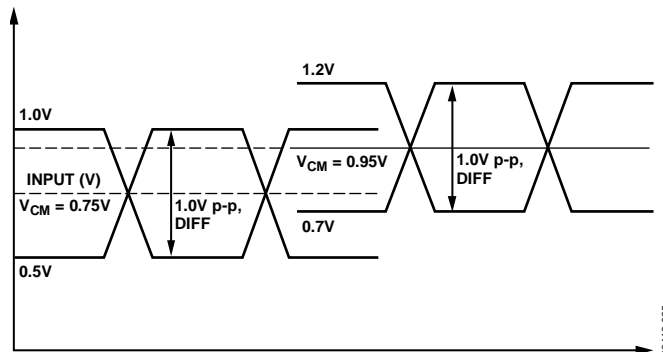 1.2V
1.0V
V_CM = 0.95V
1.0V p-p,
DIFF
INPUT (V)
V_CM = 0.75V
1.0V p-p,
DIFF
0.7V
0.5V